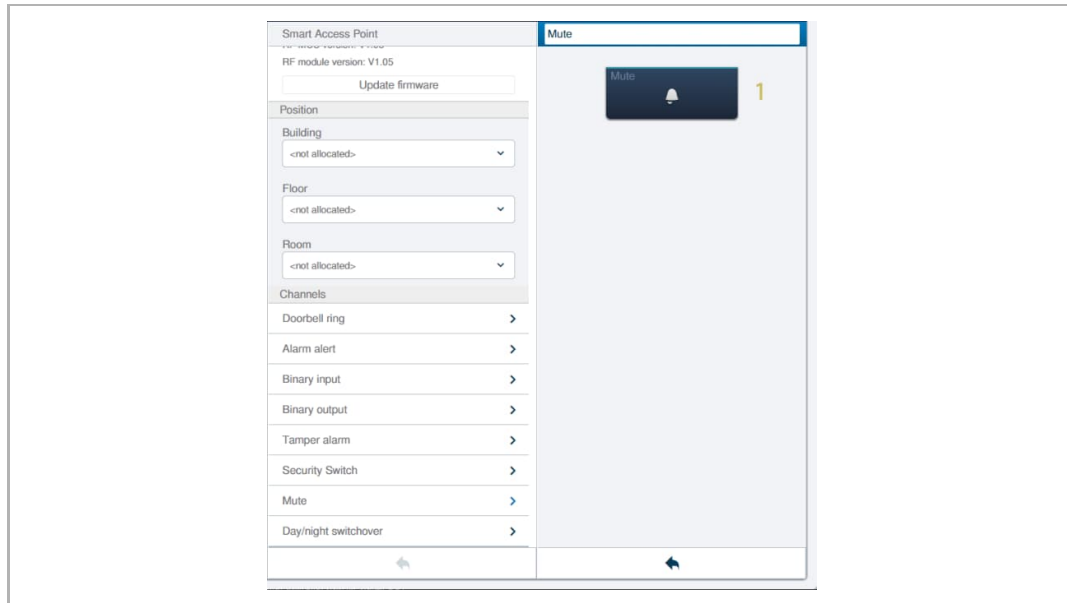 Smart Access Point
RF module version: V1.05
Update firmware
Position
Building
<not allocated>
Floor
<not allocated>
Room
<not allocated>
Channels
Doorbell ring
Alarm alert
Binary input
Binary output
Tamper alarm
Security Switch
Mute
Day/night switchover
Mute
Mute
1